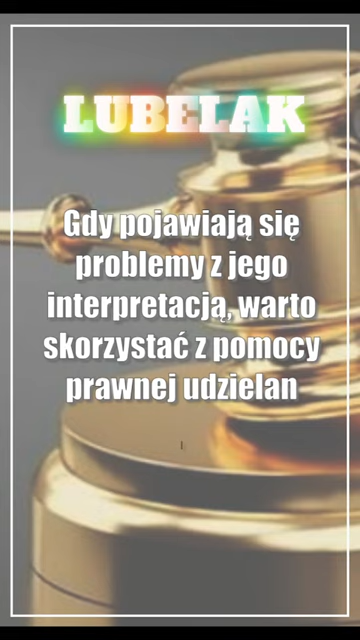 LUBELAK
Gdy pojawiają się
problemy z jego
interpretacją, warto
skorzystać z pomocy
prawnej udzielan